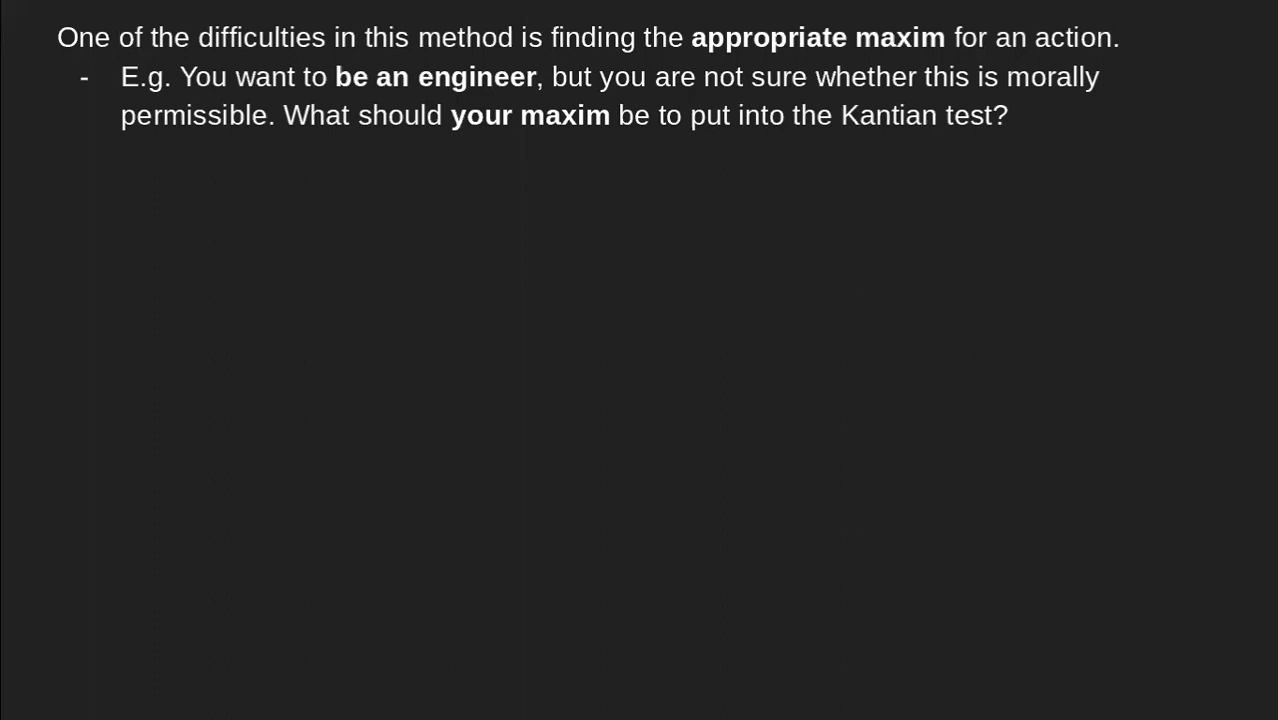 One of the difficulties in this method is finding the appropriate maxim for an action.
- E.g. You want to be an engineer, but you are not sure whether this is morally
permissible. What should your maxim be to put into the Kantian test?